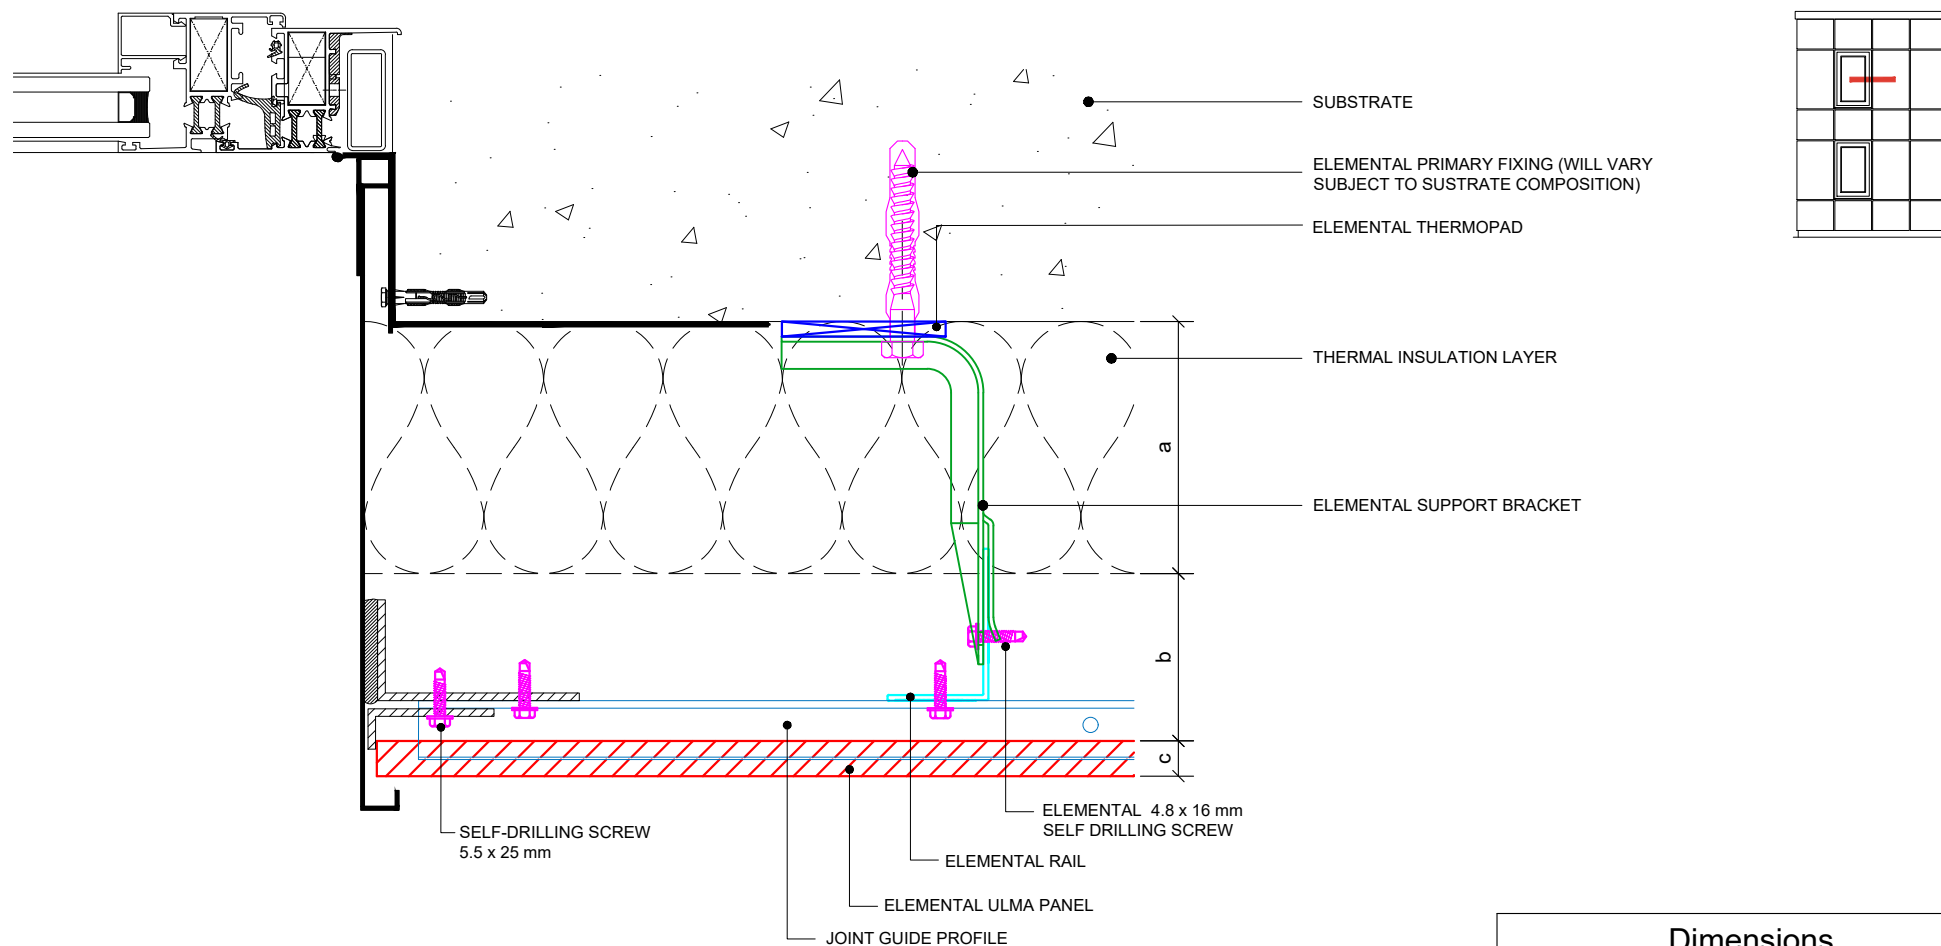 SUBSTRATE
ELEMENTAL PRIMARY FIXING (WILL VARY
SUBJECT TO SUSTRATE COMPOSITION)
ELEMENTAL THERMOPAD
THERMAL INSULATION LAYER
a
ELEMENTAL SUPPORT BRACKET
b
c
ELEMENTAL 4.8 x 16 mm
SELF DRILLING SCREW
SELF-DRILLING SCREW
5.5 x 25 mm
ELEMENTAL RAIL
ELEMENTAL ULMA PANEL
JOINT GUIDE PROFILE
Dimensions